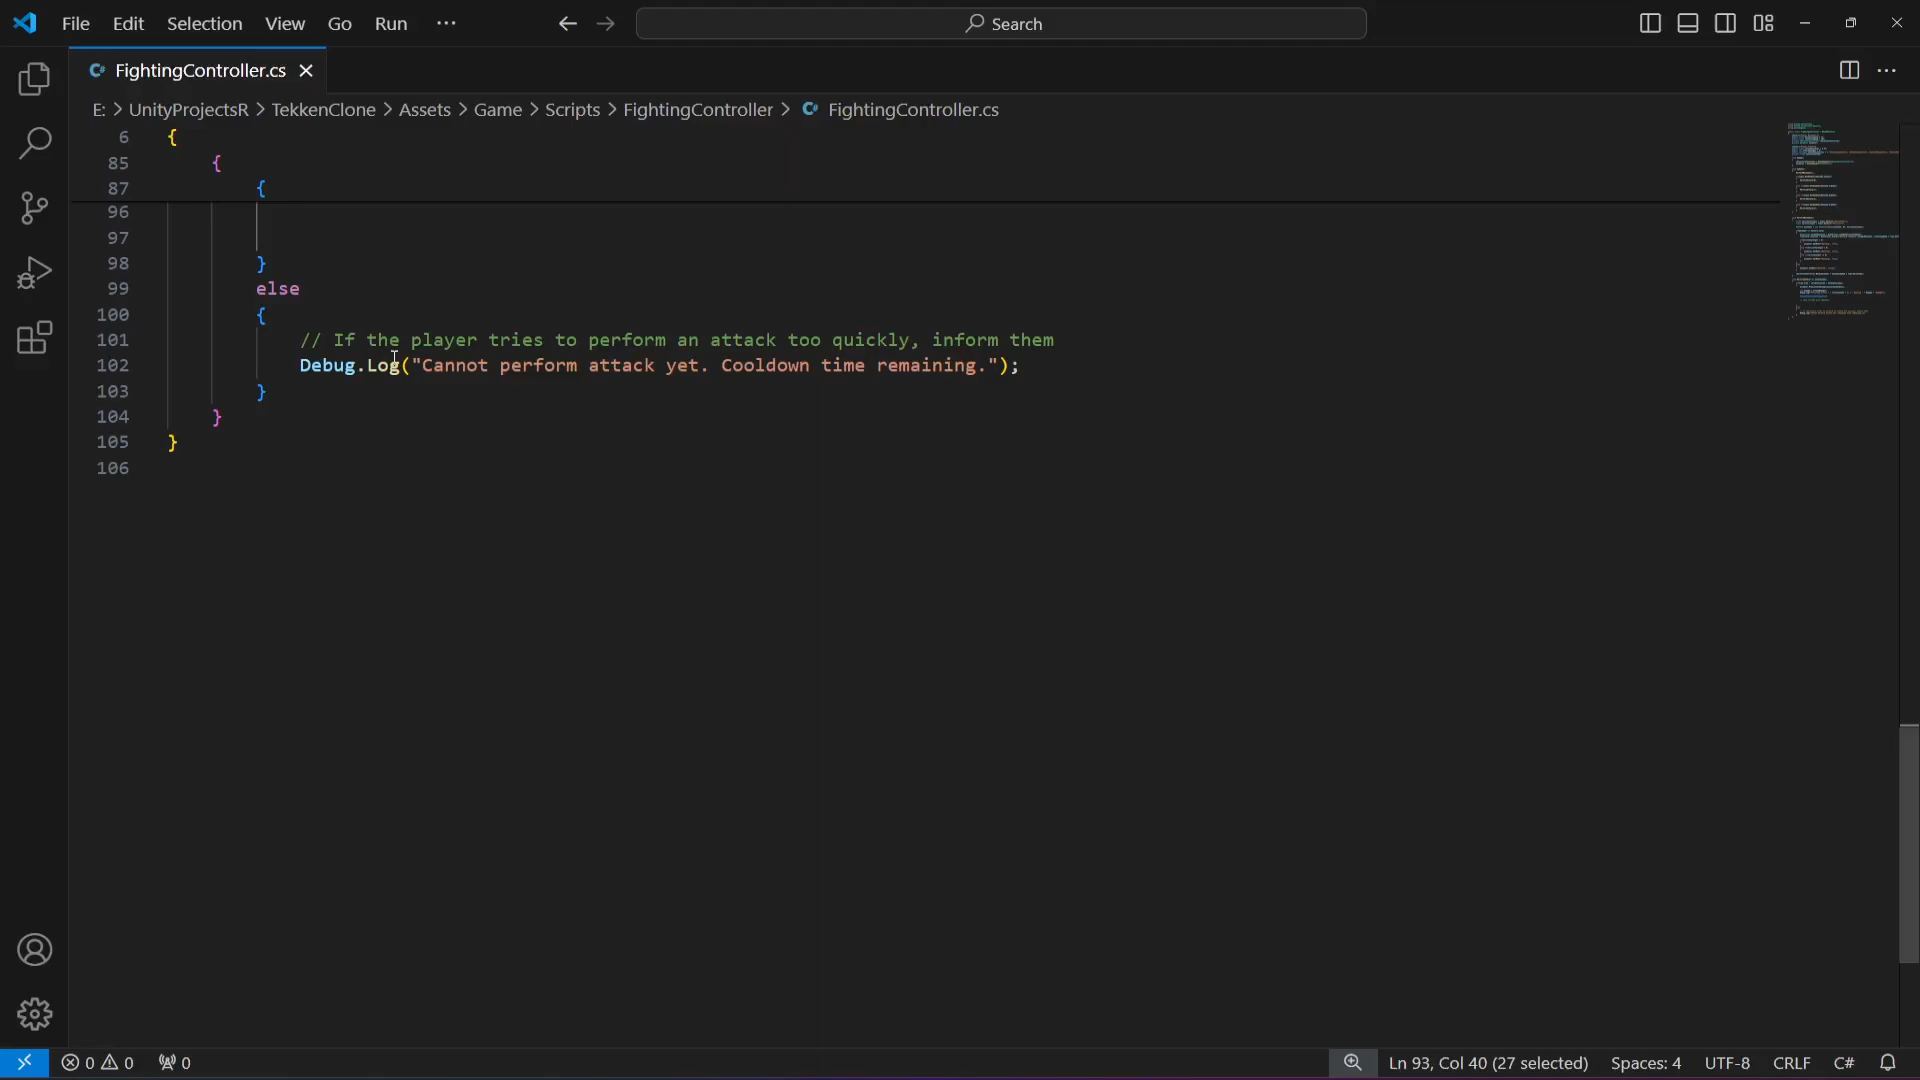 File Edit Selection View Go Run ··· Search
FightingController.cs
E: > UnityProjectsR > TekkenClone > Assets > Game > Scripts > FightingController > FightingController.cs
6 {
85 {
87 {
96
97
98 }
99 else
100 {
101 // If the player tries to perform an attack too quickly, inform them
102 Debug.Log("Cannot perform attack yet. Cooldown time remaining.");
103 }
104 }
105 }
106
0 0 0 Ln 93, Col 40 (27 selected) Spaces: 4 UTF-8 CRLF C#